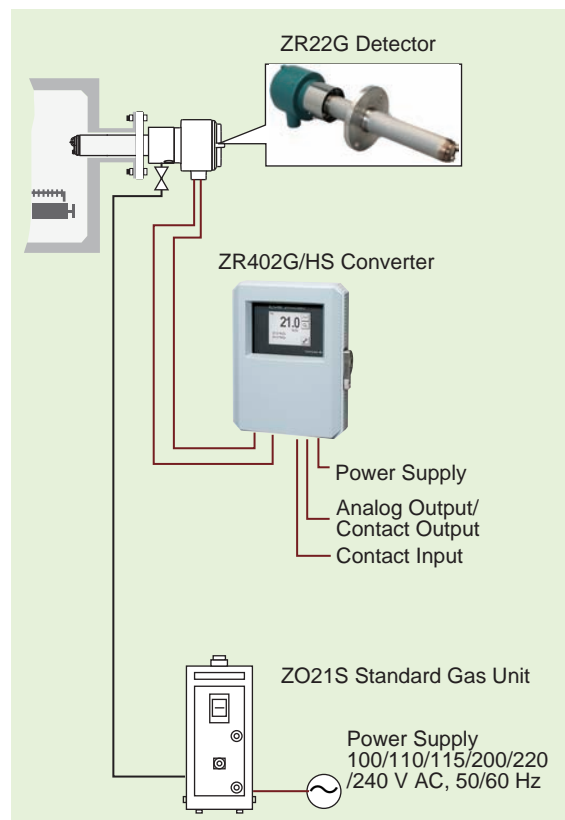 ZR22G Detector
ZR402G/HS Converter
21.0
Power Supply
Analog Output/
Contact Output
Contact Input
ZO21S Standard Gas Unit
Power Supply
100/110/115/200/220
/240 V AC, 50/60 Hz